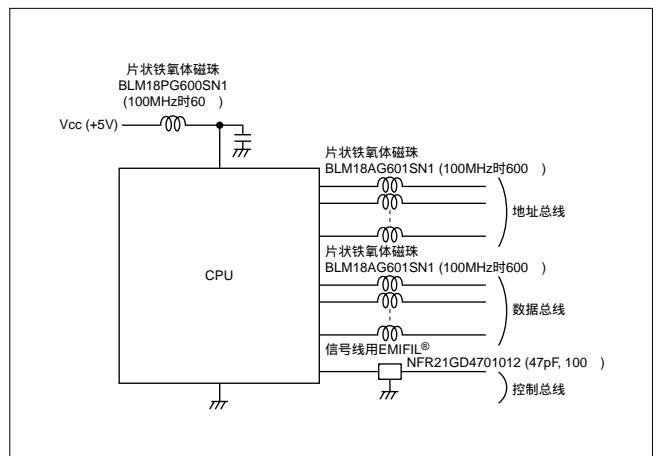 片状铁氧体磁珠
BLM18PG600SN1
(100MHz时60 )
Vcc (+5V)
片状铁氧体磁珠
BLM18AG601SN1 (100MHz时600 )
地址总线
片状铁氧体磁珠
BLM18AG601SN1 (100MHz时600 )
CPU
数据总线
信号线用EMIFIL®
NFR21GD4701012 (47pF, 100 )
控制总线